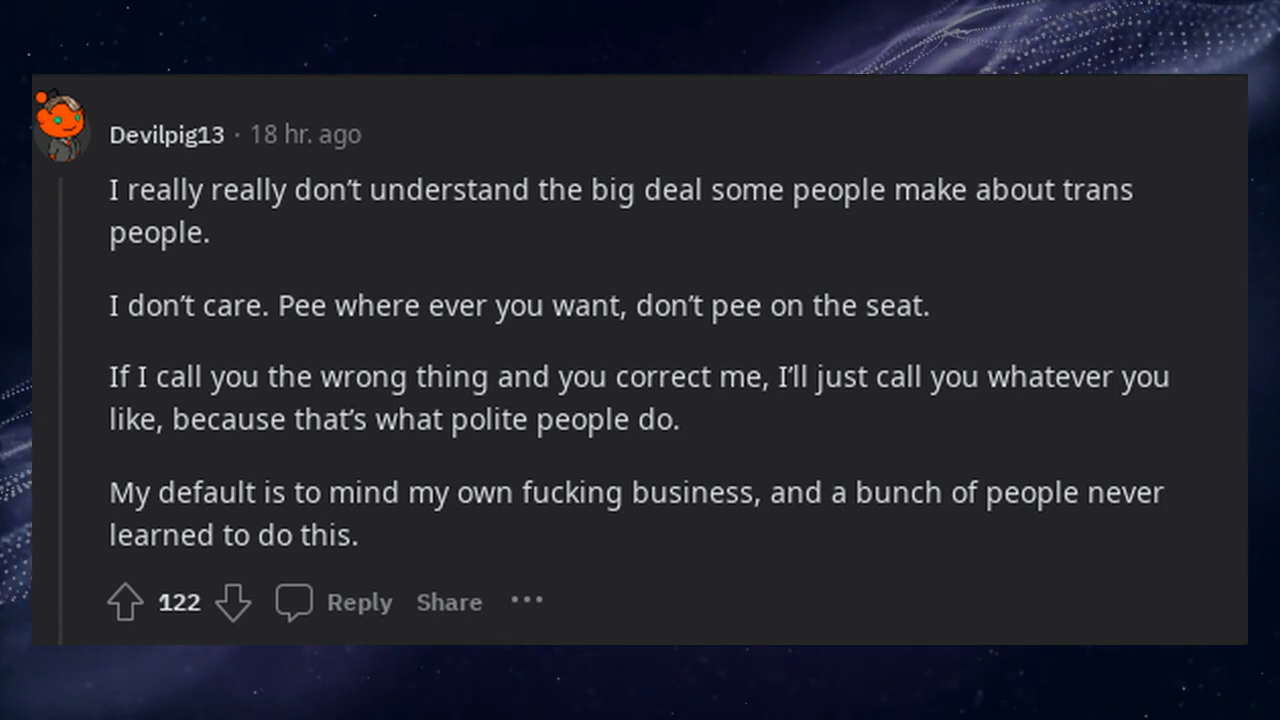 Devilpig13 · 18 hr. ago
I really really don't understand the big deal some people make about trans
people.
I don't care. Pee where ever you want, don't pee on the seat.
If I call you the wrong thing and you correct me, I'll just call you whatever you
like, because that's what polite people do.
My default is to mind my own fucking business, and a bunch of people never
learned to do this.
122 Reply Share •••